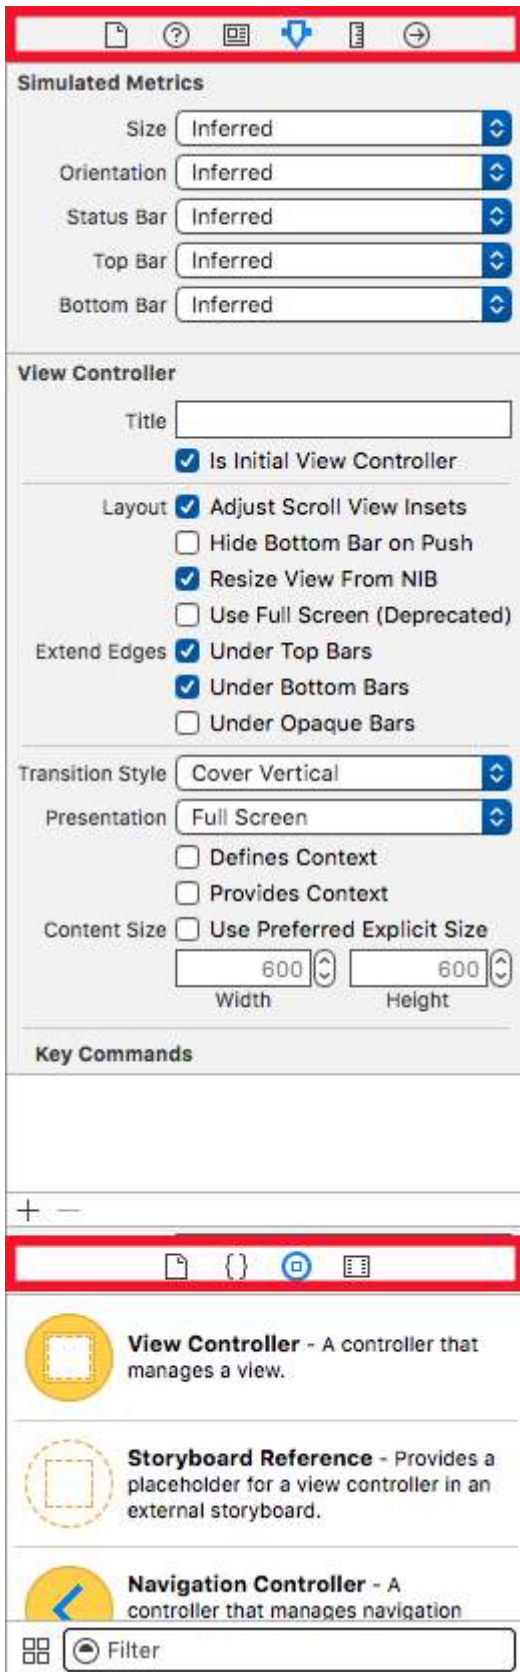 Simulated Metrics
Size Inferred
Orientation Inferred
Status Bar Inferred
Top Bar Inferred
Bottom Bar Inferred
View Controller
Title
Is Initial View Controller
Layout Adjust Scroll View Insets
Hide Bottom Bar on Push
Resize View From NIB
Use Full Screen (Deprecated)
Extend Edges Under Top Bars
Under Bottom Bars
Under Opaque Bars
Transition Style Cover Vertical
Presentation Full Screen
Defines Context
Provides Context
Content Size Use Preferred Explicit Size
600 600
Width Height
Key Commands
View Controller - A controller that
manages a view.
Storyboard Reference - Provides a
placeholder for a view controller in an
external storyboard.
Navigation Controller - A
controller that manages navigation
Filter